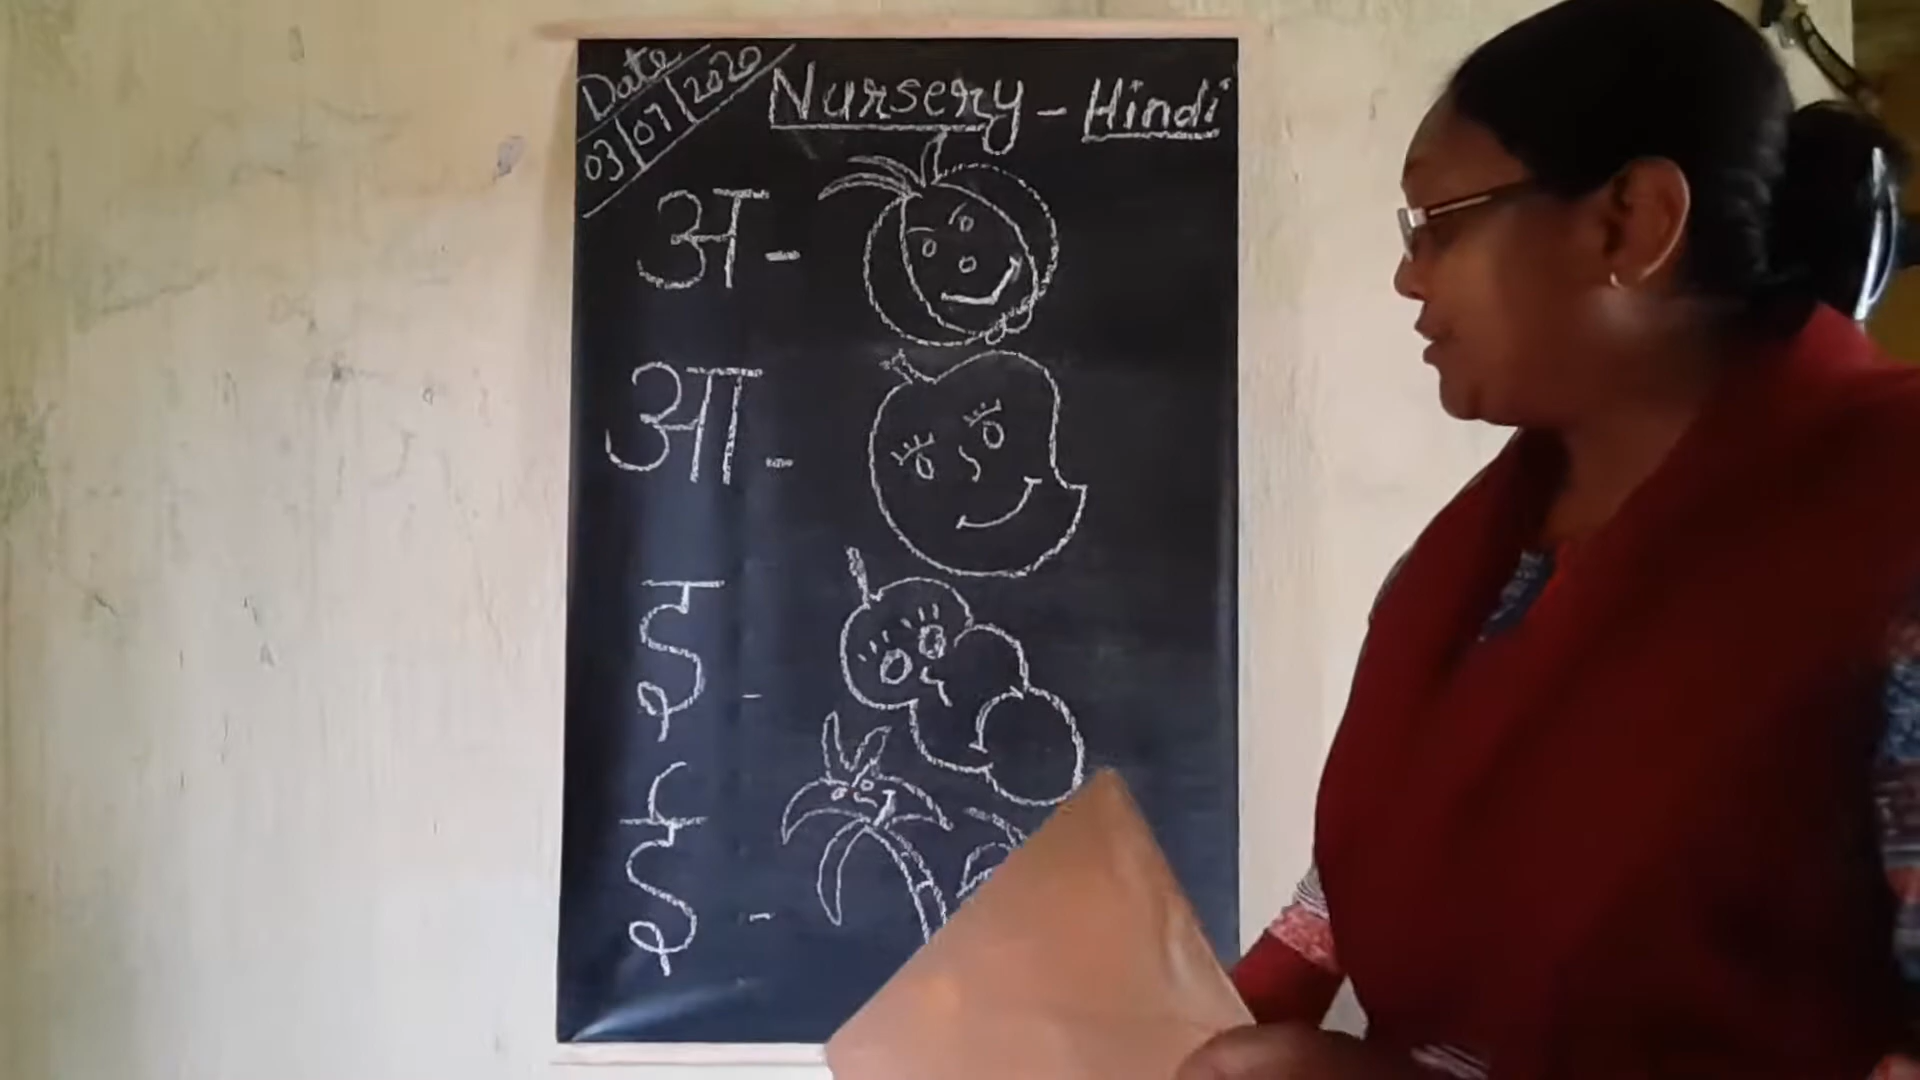 Date
03/07/2020
Nursery - Hindi
अ -
आ -
इ -
ई -